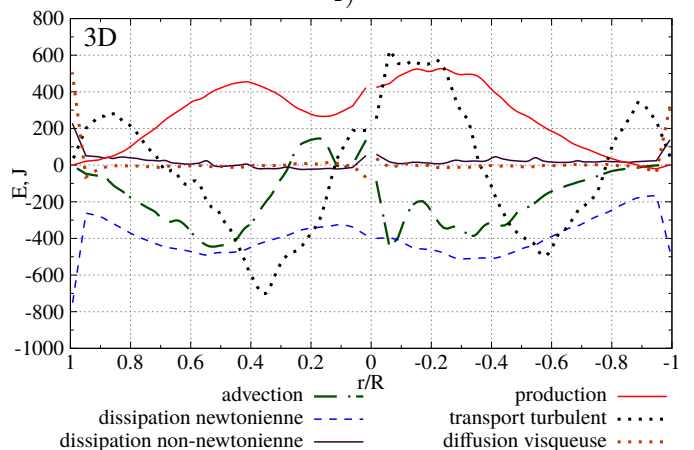 800
3D
600
400
200
0
-200
-400
-600
-800
-1000
E, J
1 0.8 0.6 0.4 0.2 0 -0.2 -0.4 -0.6 -0.8 -1
r/R
advection production
dissipation newtonienne transport turbulent
dissipation non-newtonienne diffusion visqueuse